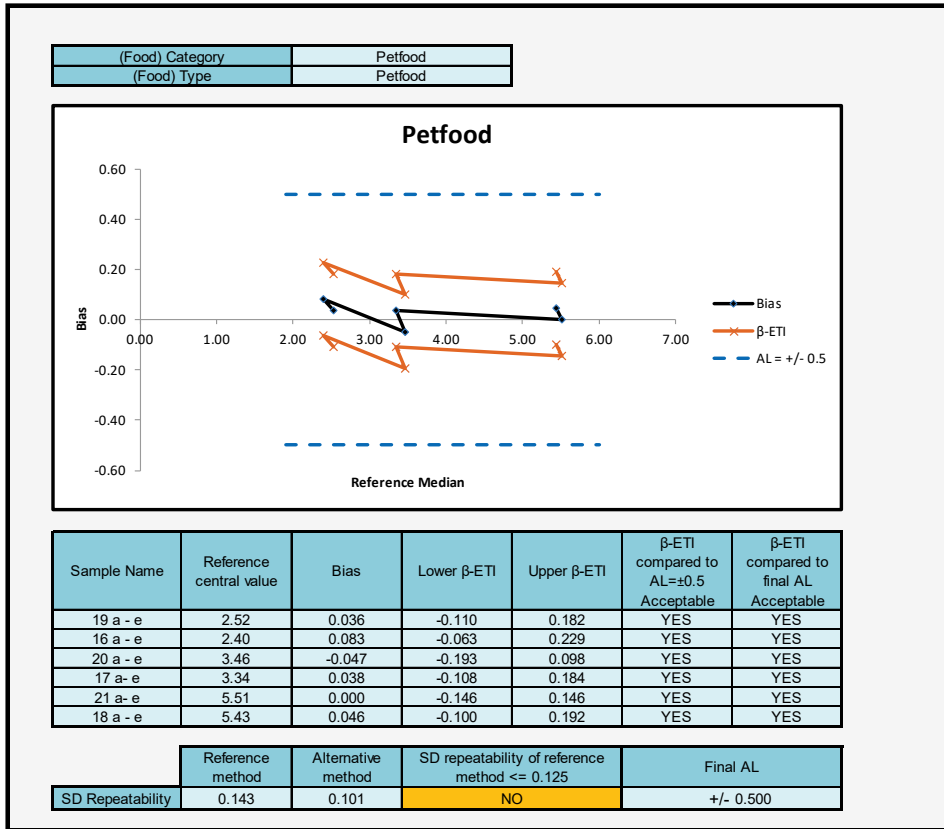 (Food) Category Petfood
(Food) Type Petfood
Petfood
0.60
0.40
0.20
0.00
-0.20
-0.40
-0.60
Bias
0.00 1.00 2.00 3.00 4.00 5.00 6.00 7.00
Reference Median
Bias
β-ETI
AL = +/- 0.5
Sample Name Reference central value Bias Lower β-ETI Upper β-ETI β-ETI compared to AL=±0.5 Acceptable β-ETI compared to final AL Acceptable
19 a - e 2.52 0.036 -0.110 0.182 YES YES
16 a - e 2.40 0.083 -0.063 0.229 YES YES
20 a - e 3.46 -0.047 -0.193 0.098 YES YES
17 a- e 3.34 0.038 -0.108 0.184 YES YES
21 a- e 5.51 0.000 -0.146 0.146 YES YES
18 a - e 5.43 0.046 -0.100 0.192 YES YES
Reference method Alternative method SD repeatability of reference method <= 0.125 Final AL
SD Repeatability 0.143 0.101 NO +/- 0.500